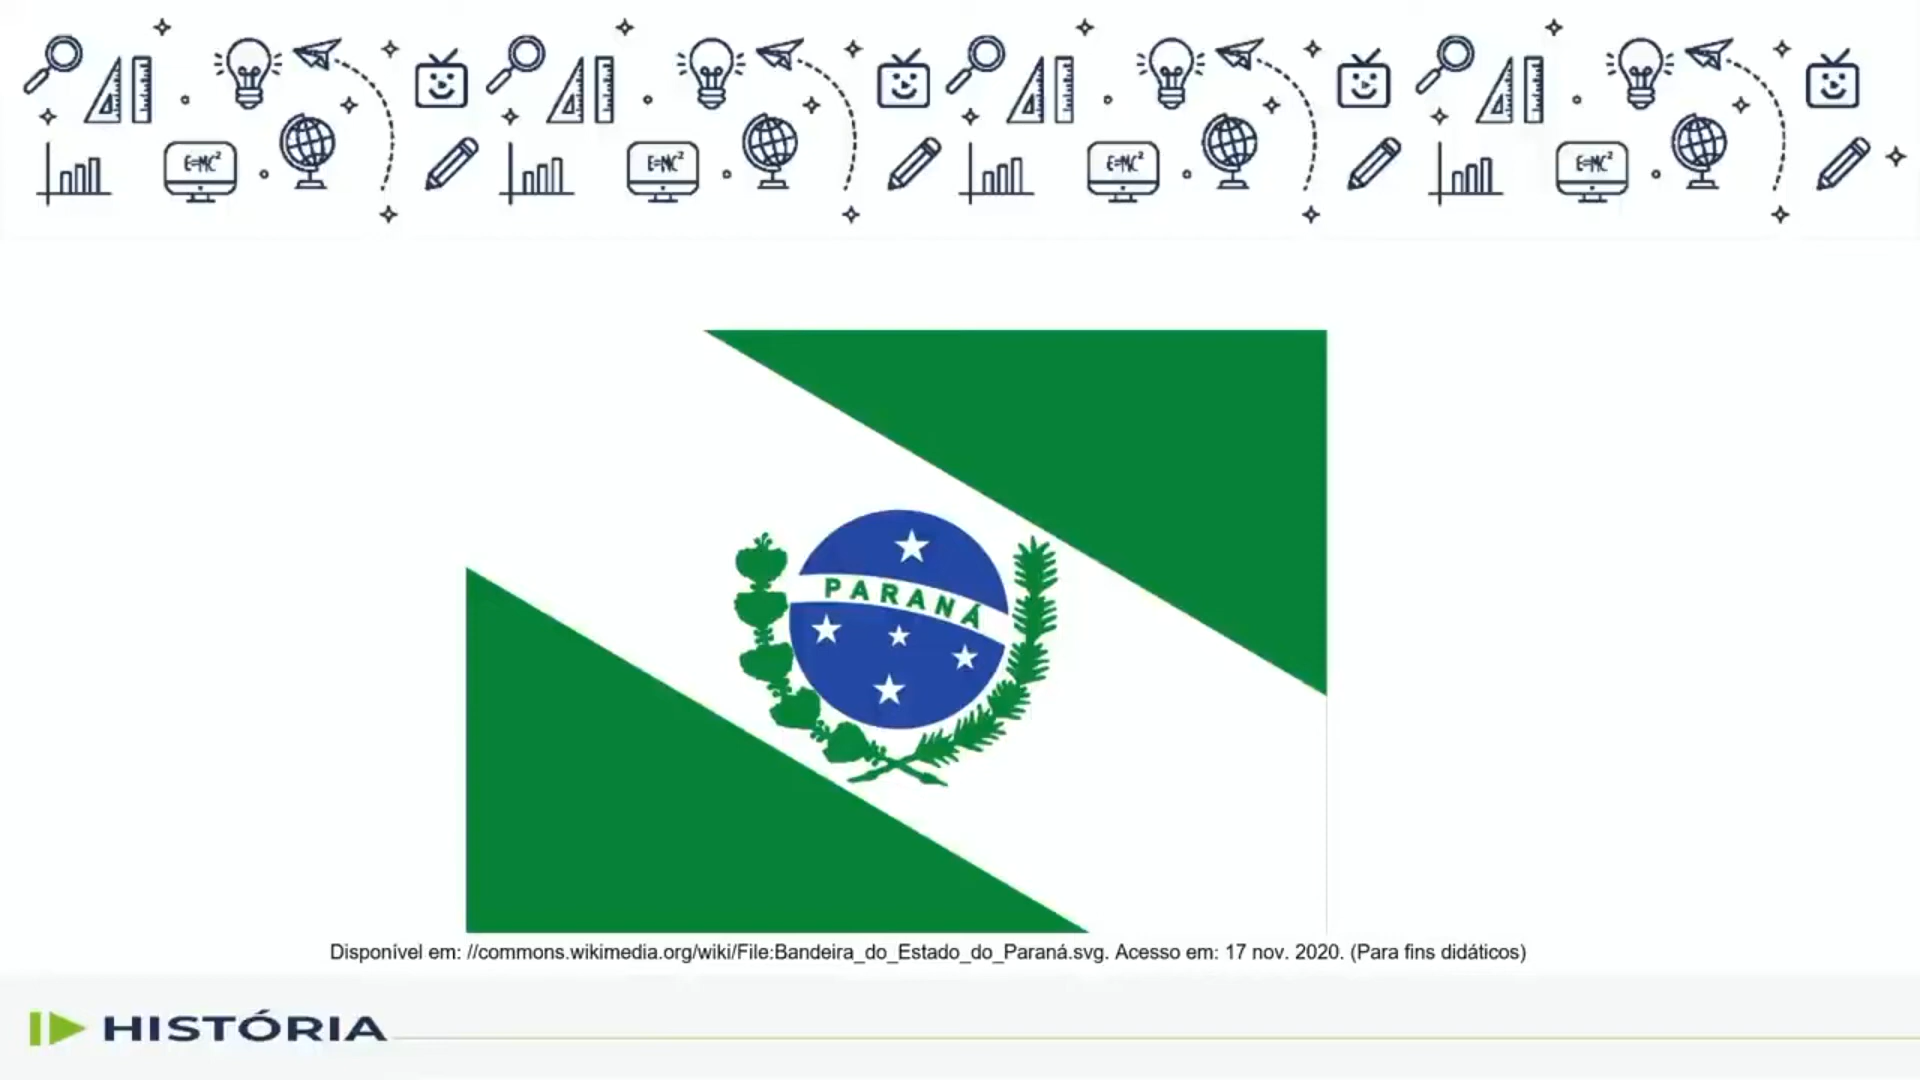 E=MC²
E=MC²
E=MC²
E=MC²
PARANÁ
Disponível em: //commons.wikimedia.org/wiki/File:Bandeira_do_Estado_do_Paraná.svg. Acesso em: 17 nov. 2020. (Para fins didáticos)
HISTÓRIA